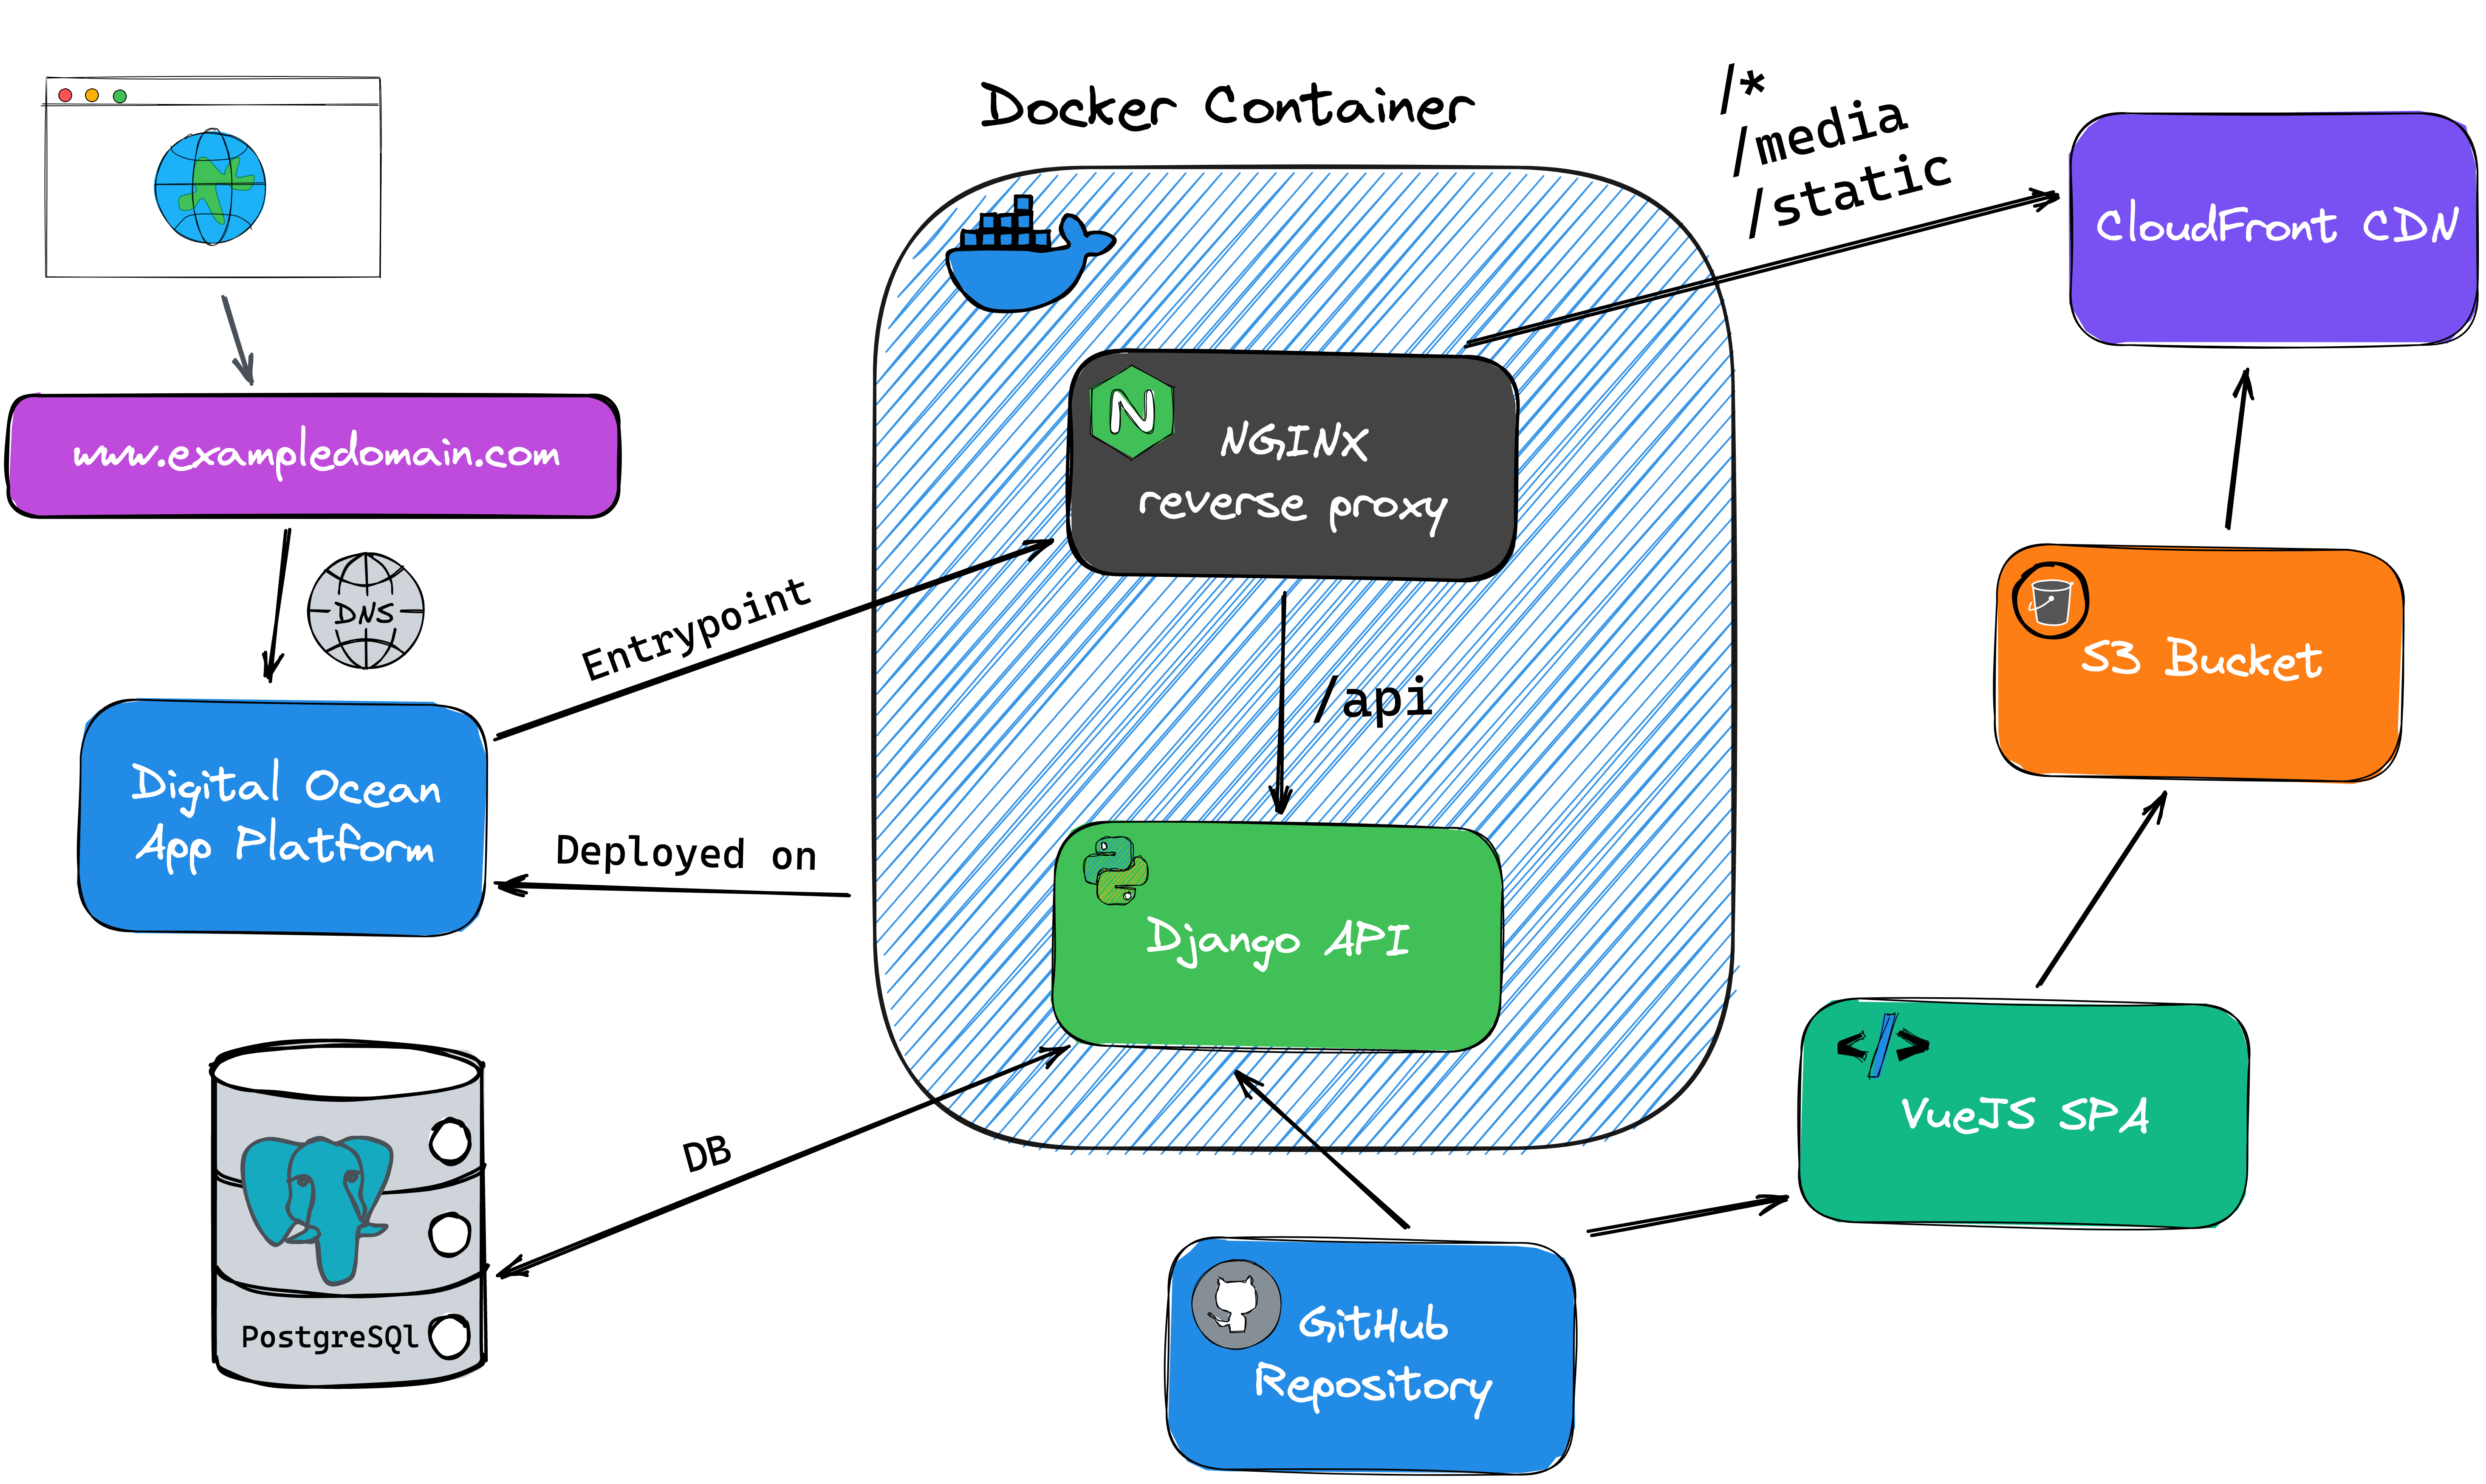 Docker Container
/*
/media
/static
CloudFront CDN
N
NGINX
reverse proxy
www.exampledomain.com
DNS
Entrypoint
/api
S3 Bucket
Digital Ocean
App Platform
Deployed on
Django API
</>
VueJS SPA
DB
PostgreSQl
GitHub
Repository